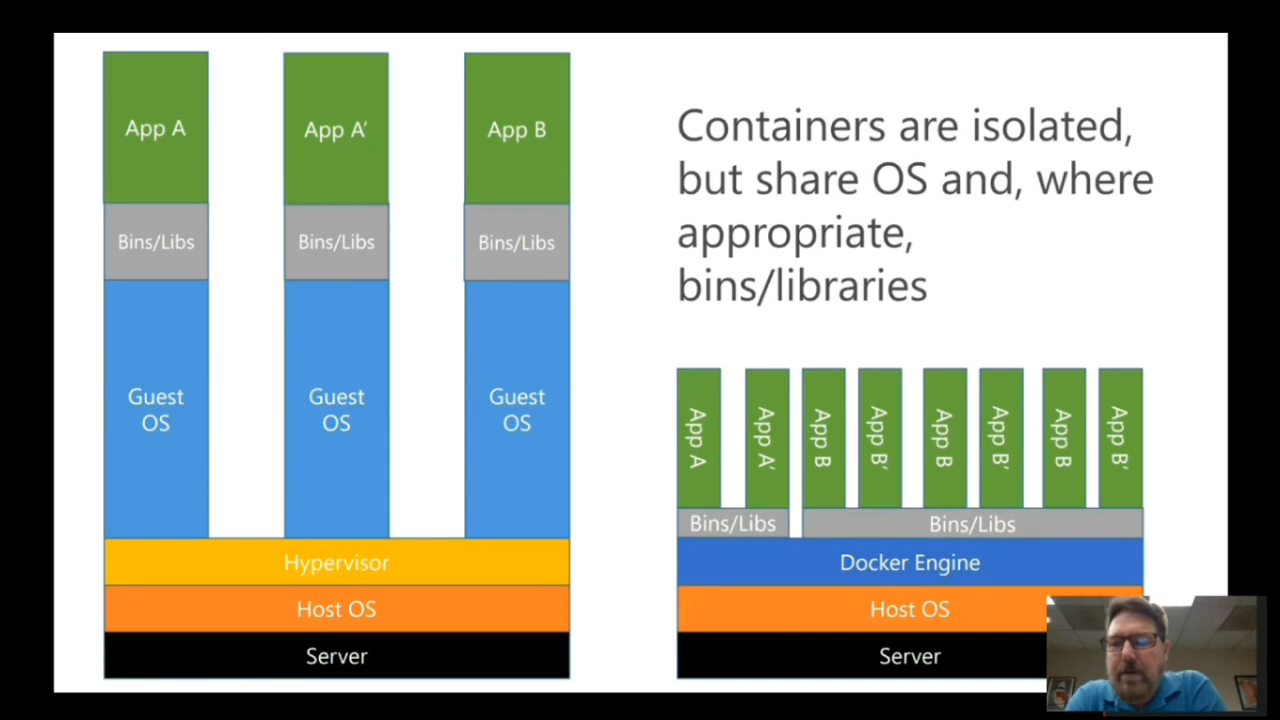 App A
App A'
App B
Bins/Libs
Bins/Libs
Bins/Libs
Guest
OS
Guest
OS
Guest
OS
Hypervisor
Host OS
Server
Containers are isolated,
but share OS and, where
appropriate,
bins/libraries
App A
App A'
App B
App B'
App B
App B'
App B
App B'
Bins/Libs
Bins/Libs
Docker Engine
Host OS
Server